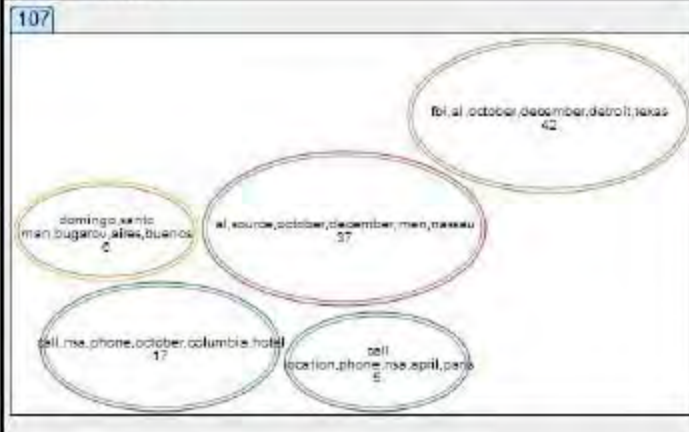 107
fbi,al,october,december,detroit,texas
42
al,source,october,december,men,nassau
37
domingo,santo
men,bugarov,aires,buenos
6
call,nsa,phone,october,columbia,hotel
17
call
location,phone,nsa,april,paris
5